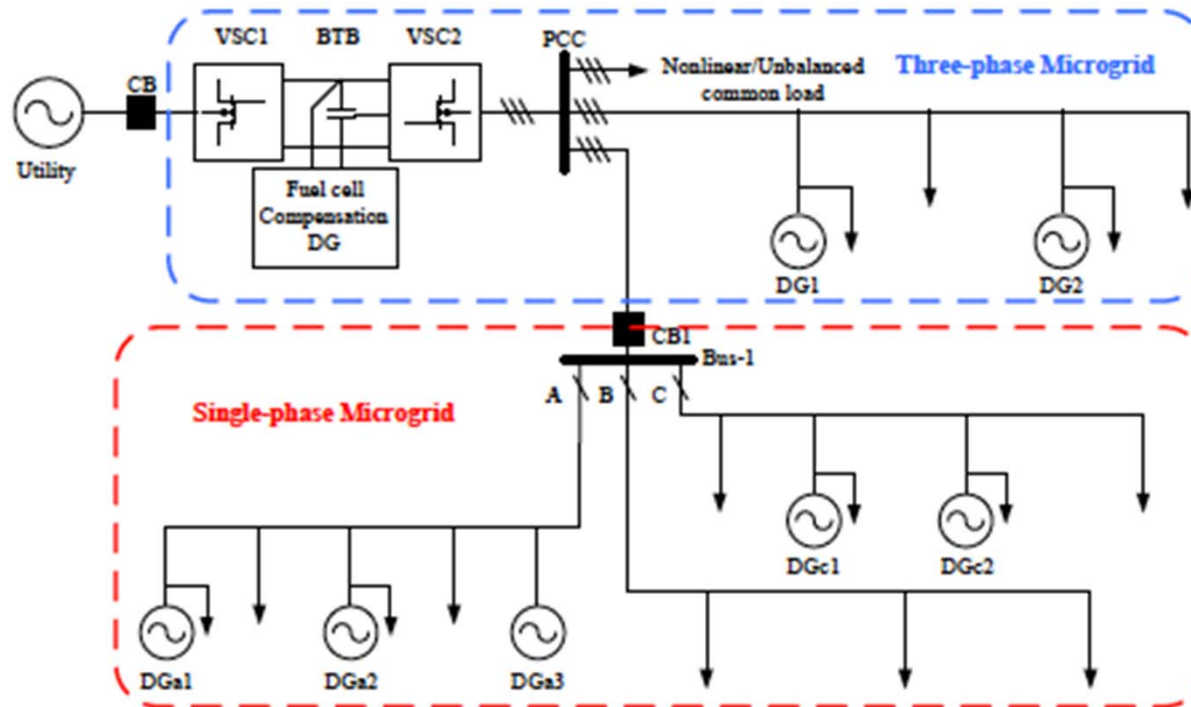 VSC1
BTB
VSC2
PCC
CB
Utility
Fuel cell
Compensation
DG
Nonlinear/Unbalanced
common load
Three-phase Microgrid
DG1
DG2
CB1
Bus-1
A
B
C
Single-phase Microgrid
DGc1
DGc2
DGa1
DGa2
DGa3